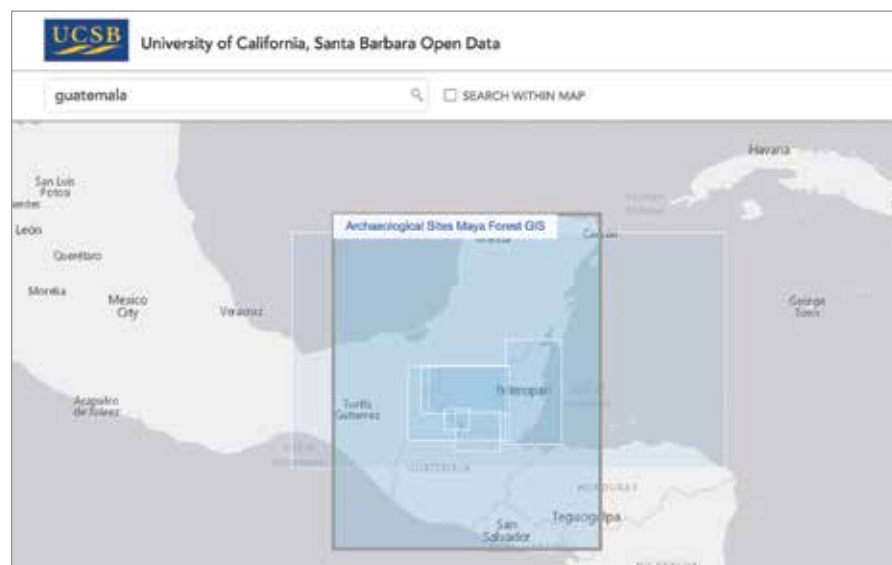 UCSB
University of California, Santa Barbara Open Data
guatemala
SEARCH WITHIN MAP
Havana
San Luis
Potosi
León
Archaeological Sites Maya Forest GIS
Querétaro
Morelia
Mexico
City
Veracruz
George
Town
Belmopan
Acapulco
de Juárez
Tuxtla
Gutierrez
GUATEMALA
HONDURAS
San
Salvador
Tegucigalpa